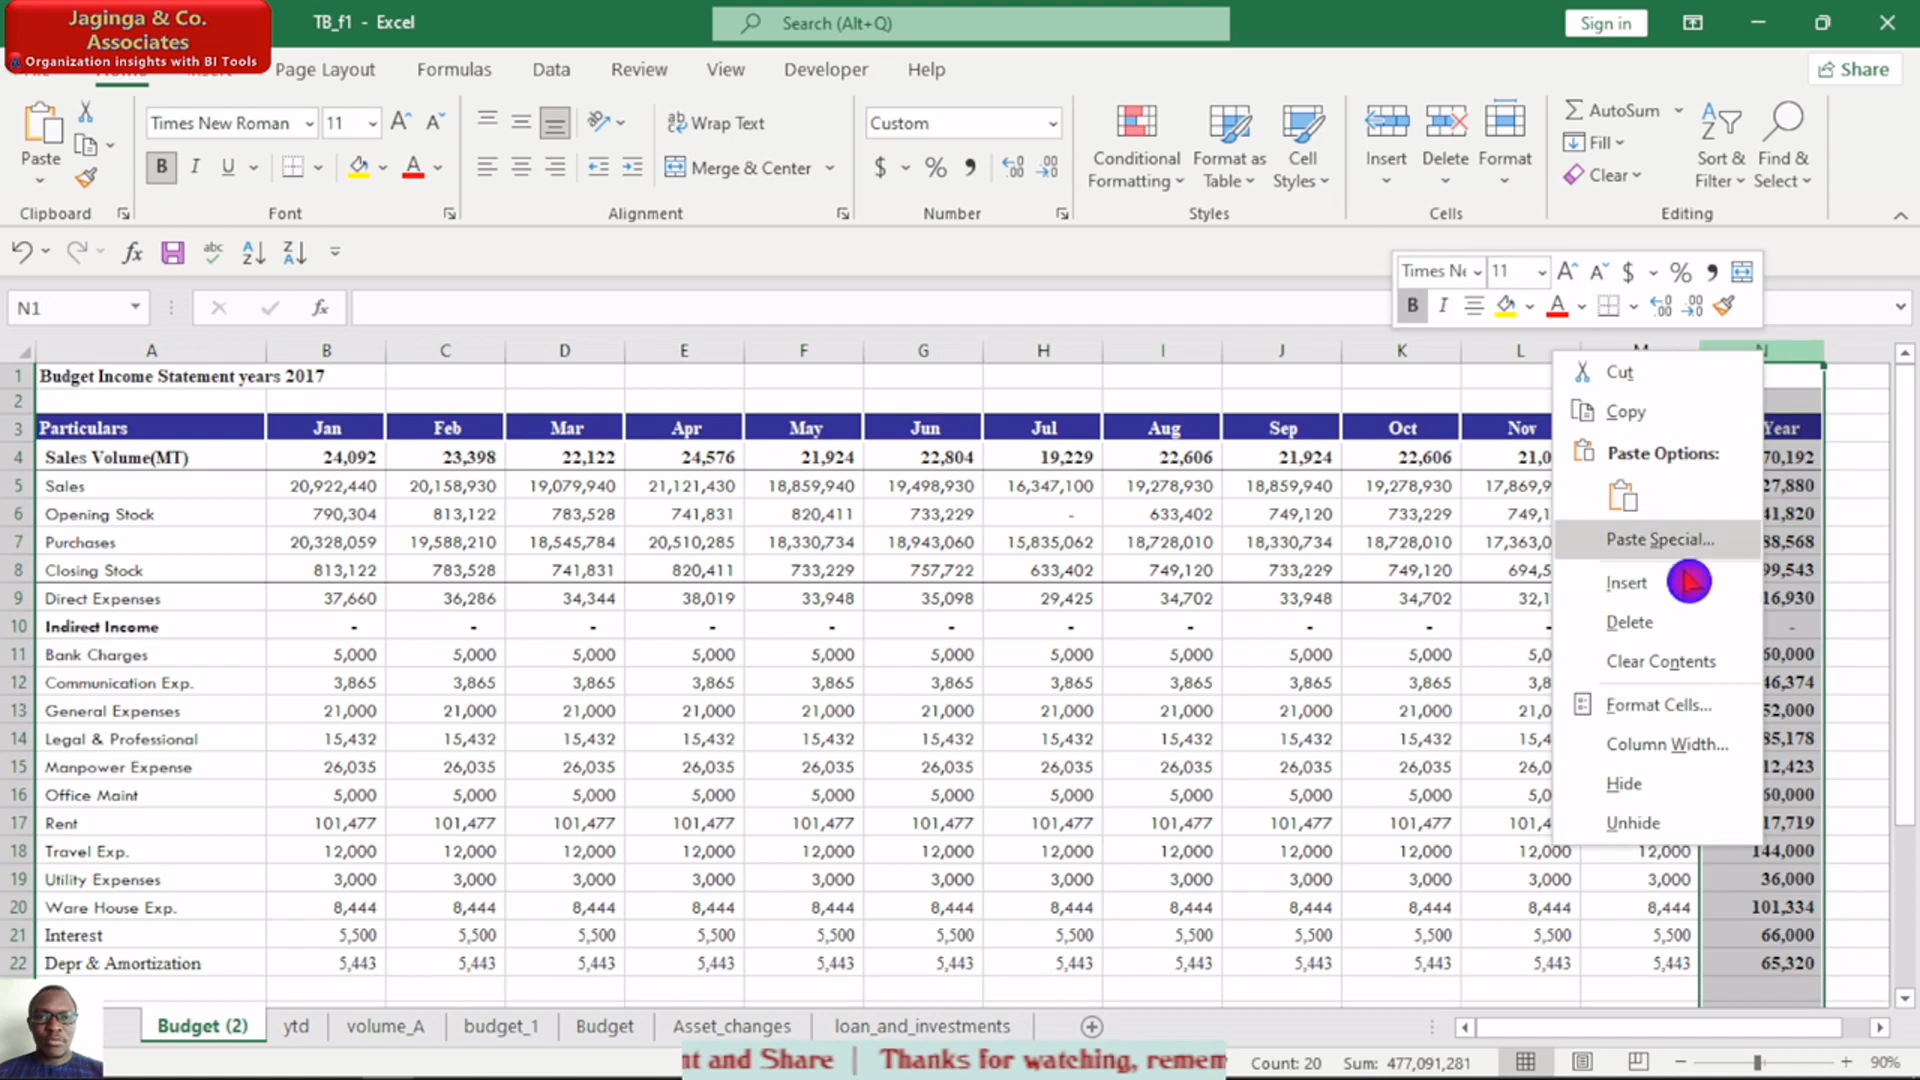 Jaginga & Co.
Associates
Organization insights with BI Tools
TB_f1 - Excel
Search (Alt+Q)
Sign in
Page Layout Formulas Data Review View Developer Help
Share
Times New Roman 11
Wrap Text
Custom
AutoSum
Fill
Clear
Paste
Merge & Center
$ % ,
Conditional Formatting
Format as Table
Cell Styles
Insert Delete Format
Sort & Filter
Find & Select
Clipboard Font Alignment Number Styles Cells Editing
N1
Times Ne 11
A B C D E F G H I J K L
1 Budget Income Statement years 2017
2
3 Particulars Jan Feb Mar Apr May Jun Jul Aug Sep Oct Nov Year
4 Sales Volume(MT) 24,092 23,398 22,122 24,576 21,924 22,804 19,229 22,606 21,924 22,606 21,0 70,192
5 Sales 20,922,440 20,158,930 19,079,940 21,121,430 18,859,940 19,498,930 16,347,100 19,278,930 18,859,940 19,278,930 17,869,9 27,880
6 Opening Stock 790,304 813,122 783,528 741,831 820,411 733,229 - 633,402 749,120 733,229 749,1 41,820
7 Purchases 20,328,059 19,588,210 18,545,784 20,510,285 18,330,734 18,943,060 15,835,062 18,728,010 18,330,734 18,728,010 17,363,0 88,568
8 Closing Stock 813,122 783,528 741,831 820,411 733,229 757,722 633,402 749,120 733,229 749,120 694,5 99,543
9 Direct Expenses 37,660 36,286 34,344 38,019 33,948 35,098 29,425 34,702 33,948 34,702 32,1 16,930
10 Indirect Income - - - - - - - - - - - -
11 Bank Charges 5,000 5,000 5,000 5,000 5,000 5,000 5,000 5,000 5,000 5,000 5,0 60,000
12 Communication Exp. 3,865 3,865 3,865 3,865 3,865 3,865 3,865 3,865 3,865 3,865 3,8 46,374
13 General Expenses 21,000 21,000 21,000 21,000 21,000 21,000 21,000 21,000 21,000 21,000 21,0 52,000
14 Legal & Professional 15,432 15,432 15,432 15,432 15,432 15,432 15,432 15,432 15,432 15,432 15,4 85,178
15 Manpower Expense 26,035 26,035 26,035 26,035 26,035 26,035 26,035 26,035 26,035 26,035 26,0 12,423
16 Office Maint 5,000 5,000 5,000 5,000 5,000 5,000 5,000 5,000 5,000 5,000 5,0 60,000
17 Rent 101,477 101,477 101,477 101,477 101,477 101,477 101,477 101,477 101,477 101,477 101,4 17,719
18 Travel Exp. 12,000 12,000 12,000 12,000 12,000 12,000 12,000 12,000 12,000 12,000 12,000 12,000 144,000
19 Utility Expenses 3,000 3,000 3,000 3,000 3,000 3,000 3,000 3,000 3,000 3,000 3,000 3,000 36,000
20 Ware House Exp. 8,444 8,444 8,444 8,444 8,444 8,444 8,444 8,444 8,444 8,444 8,444 8,444 101,334
21 Interest 5,500 5,500 5,500 5,500 5,500 5,500 5,500 5,500 5,500 5,500 5,500 5,500 66,000
22 Depr & Amortization 5,443 5,443 5,443 5,443 5,443 5,443 5,443 5,443 5,443 5,443 5,443 5,443 65,320
Cut
Copy
Paste Options:
Paste Special...
Insert
Delete
Clear Contents
Format Cells...
Column Width...
Hide
Unhide
Budget (2) ytd volume_A budget_1 Budget Asset_changes loan_and_investments
nt and Share | Thanks for watching, remem
Count: 20 Sum: 477,091,281
90%